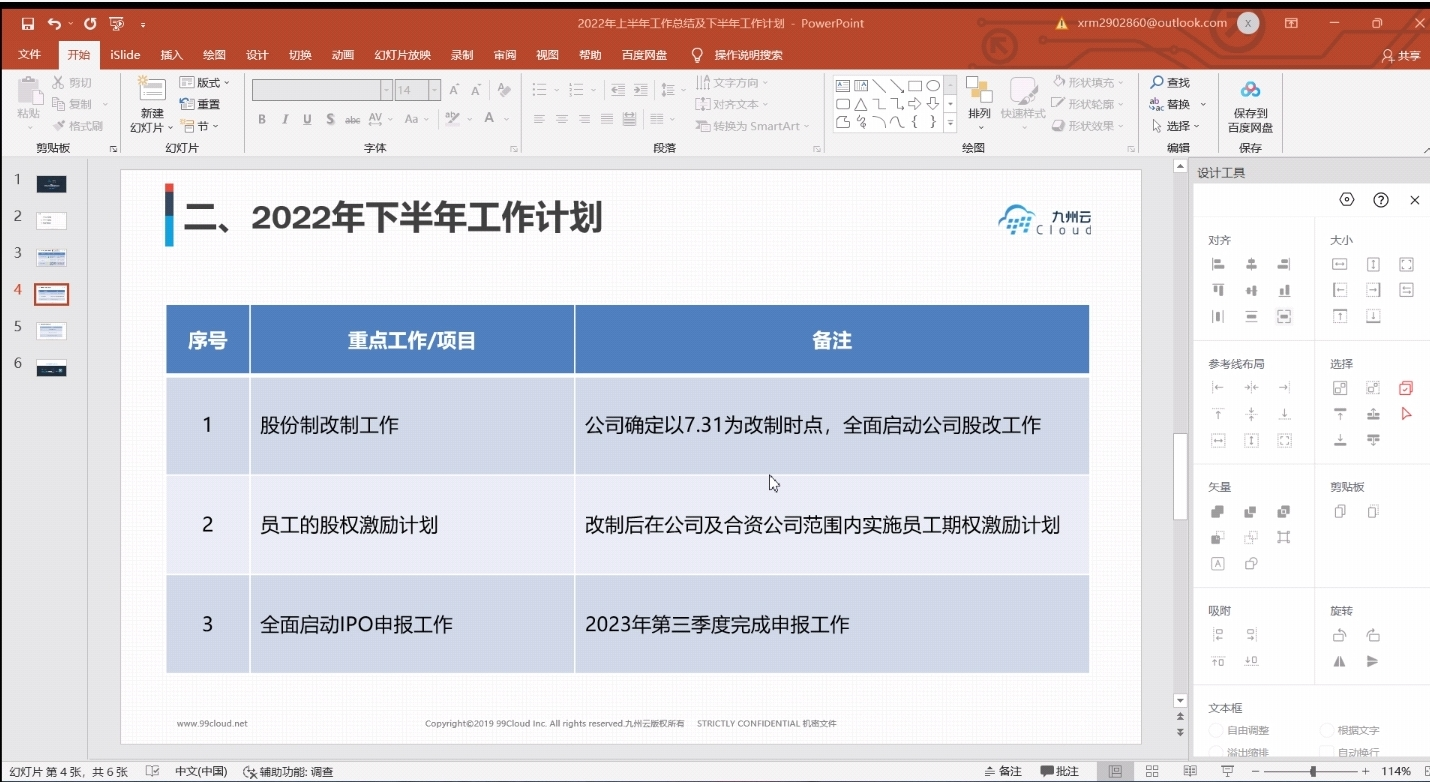 2022年上半年工作总结及下半年工作计划 - PowerPoint
xrm2902860@outlook.com
X
文件 开始 iSlide 插入 绘图 设计 切换 动画 幻灯片放映 录制 审阅 视图 帮助 百度网盘 操作说明搜索 共享
粘贴
剪切
复制
格式刷
剪贴板
新建
幻灯片
版式
重置
节
幻灯片
14
B I U S abc AV Aa A
字体
文字方向
对齐文本
转换为 SmartArt
段落
排列
快速样式
形状填充
形状轮廓
形状效果
绘图
查找
替换
选择
编辑
保存到
百度网盘
保存
1
2
3
4
5
6
二、2022年下半年工作计划
九州云
Cloud
序号 重点工作/项目 备注
1 股份制改制工作 公司确定以7.31为改制时点，全面启动公司股改工作
2 员工的股权激励计划 改制后在公司及合资公司范围内实施员工期权激励计划
3 全面启动IPO申报工作 2023年第三季度完成申报工作
www.99cloud.net
Copyright©2019 99Cloud Inc. All rights reserved.九州云版权所有 STRICTLY CONFIDENTIAL 机密文件
设计工具
对齐 大小
参考线布局 选择
矢量 剪贴板
吸附 旋转
文本框
自由调整 根据文字
溢出缩排 自动换行
幻灯片 第 4 张，共 6 张 中文(中国) 辅助功能: 调查 备注 批注 114%